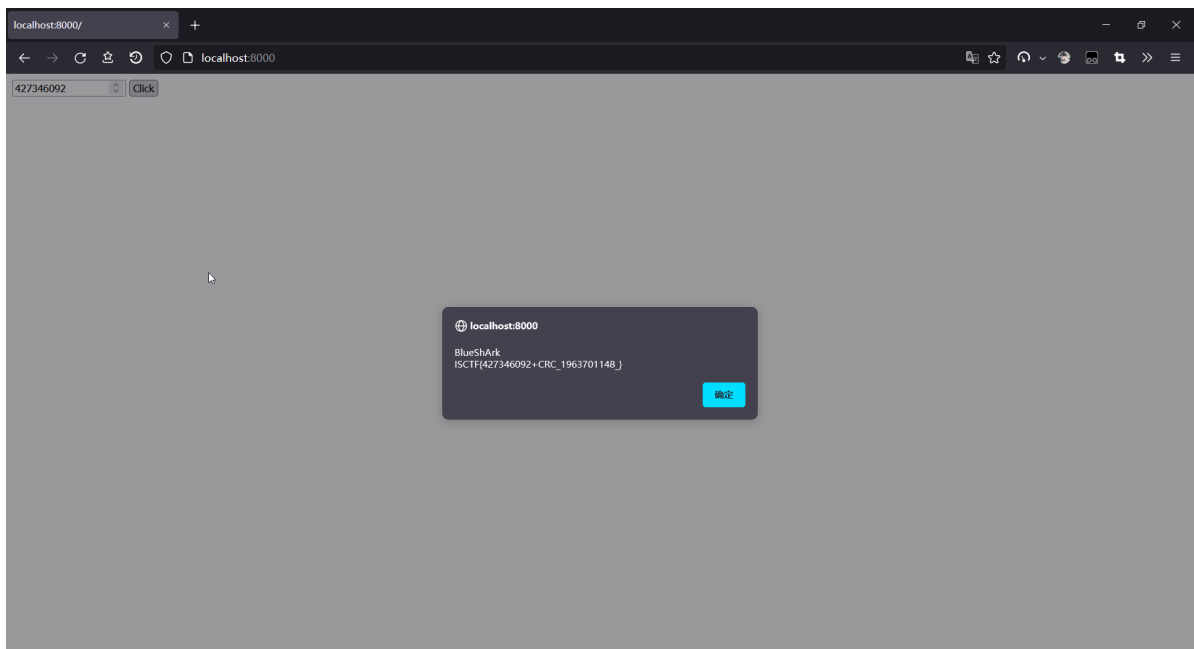 localhost:8000/
localhost:8000
427346092 Click
localhost:8000
BlueShArk
ISCTF{427346092+CRC_1963701148_}
确定